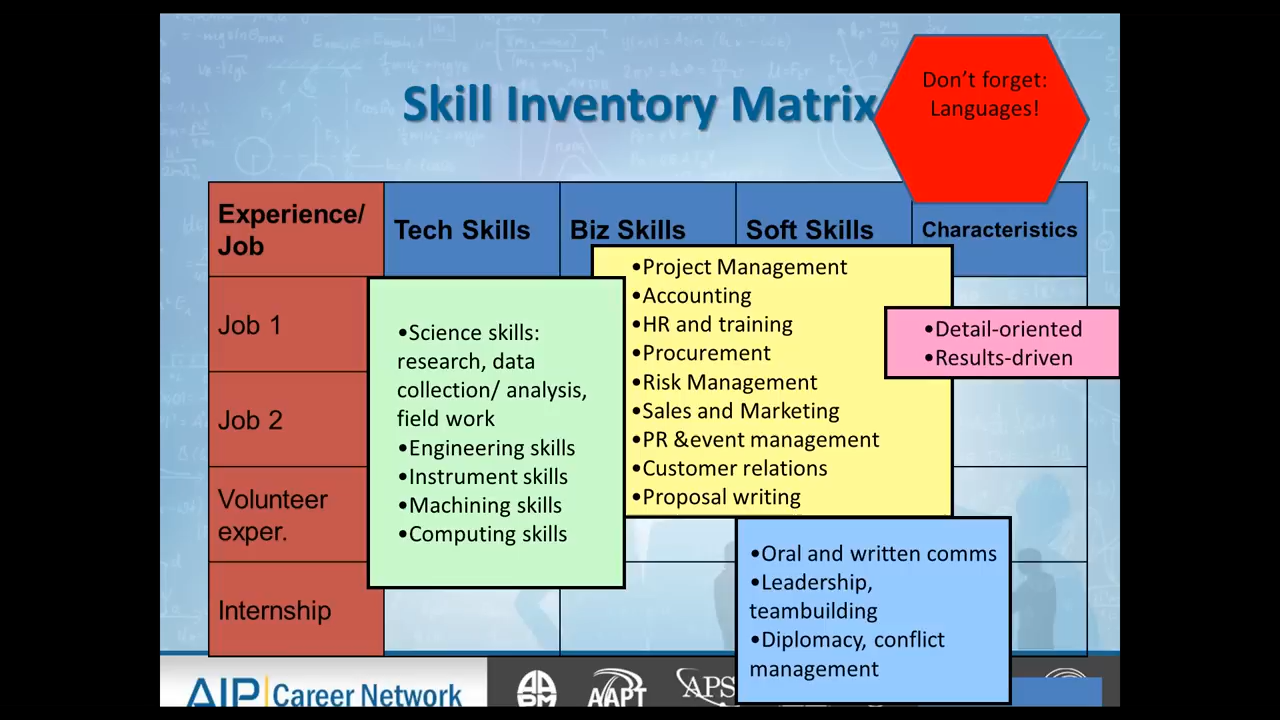 Skill Inventory Matrix
Don't forget:
Languages!
Experience/
Job
Tech Skills
Biz Skills
Soft Skills
Characteristics
Job 1
Job 2
Volunteer
exper.
Internship
•Science skills:
research, data
collection/ analysis,
field work
•Engineering skills
•Instrument skills
•Machining skills
•Computing skills
•Project Management
•Accounting
•HR and training
•Procurement
•Risk Management
•Sales and Marketing
•PR &event management
•Customer relations
•Proposal writing
•Detail-oriented
•Results-driven
•Oral and written comms
•Leadership,
teambuilding
•Diplomacy, conflict
management
AIP Career Network
AAPT
APS